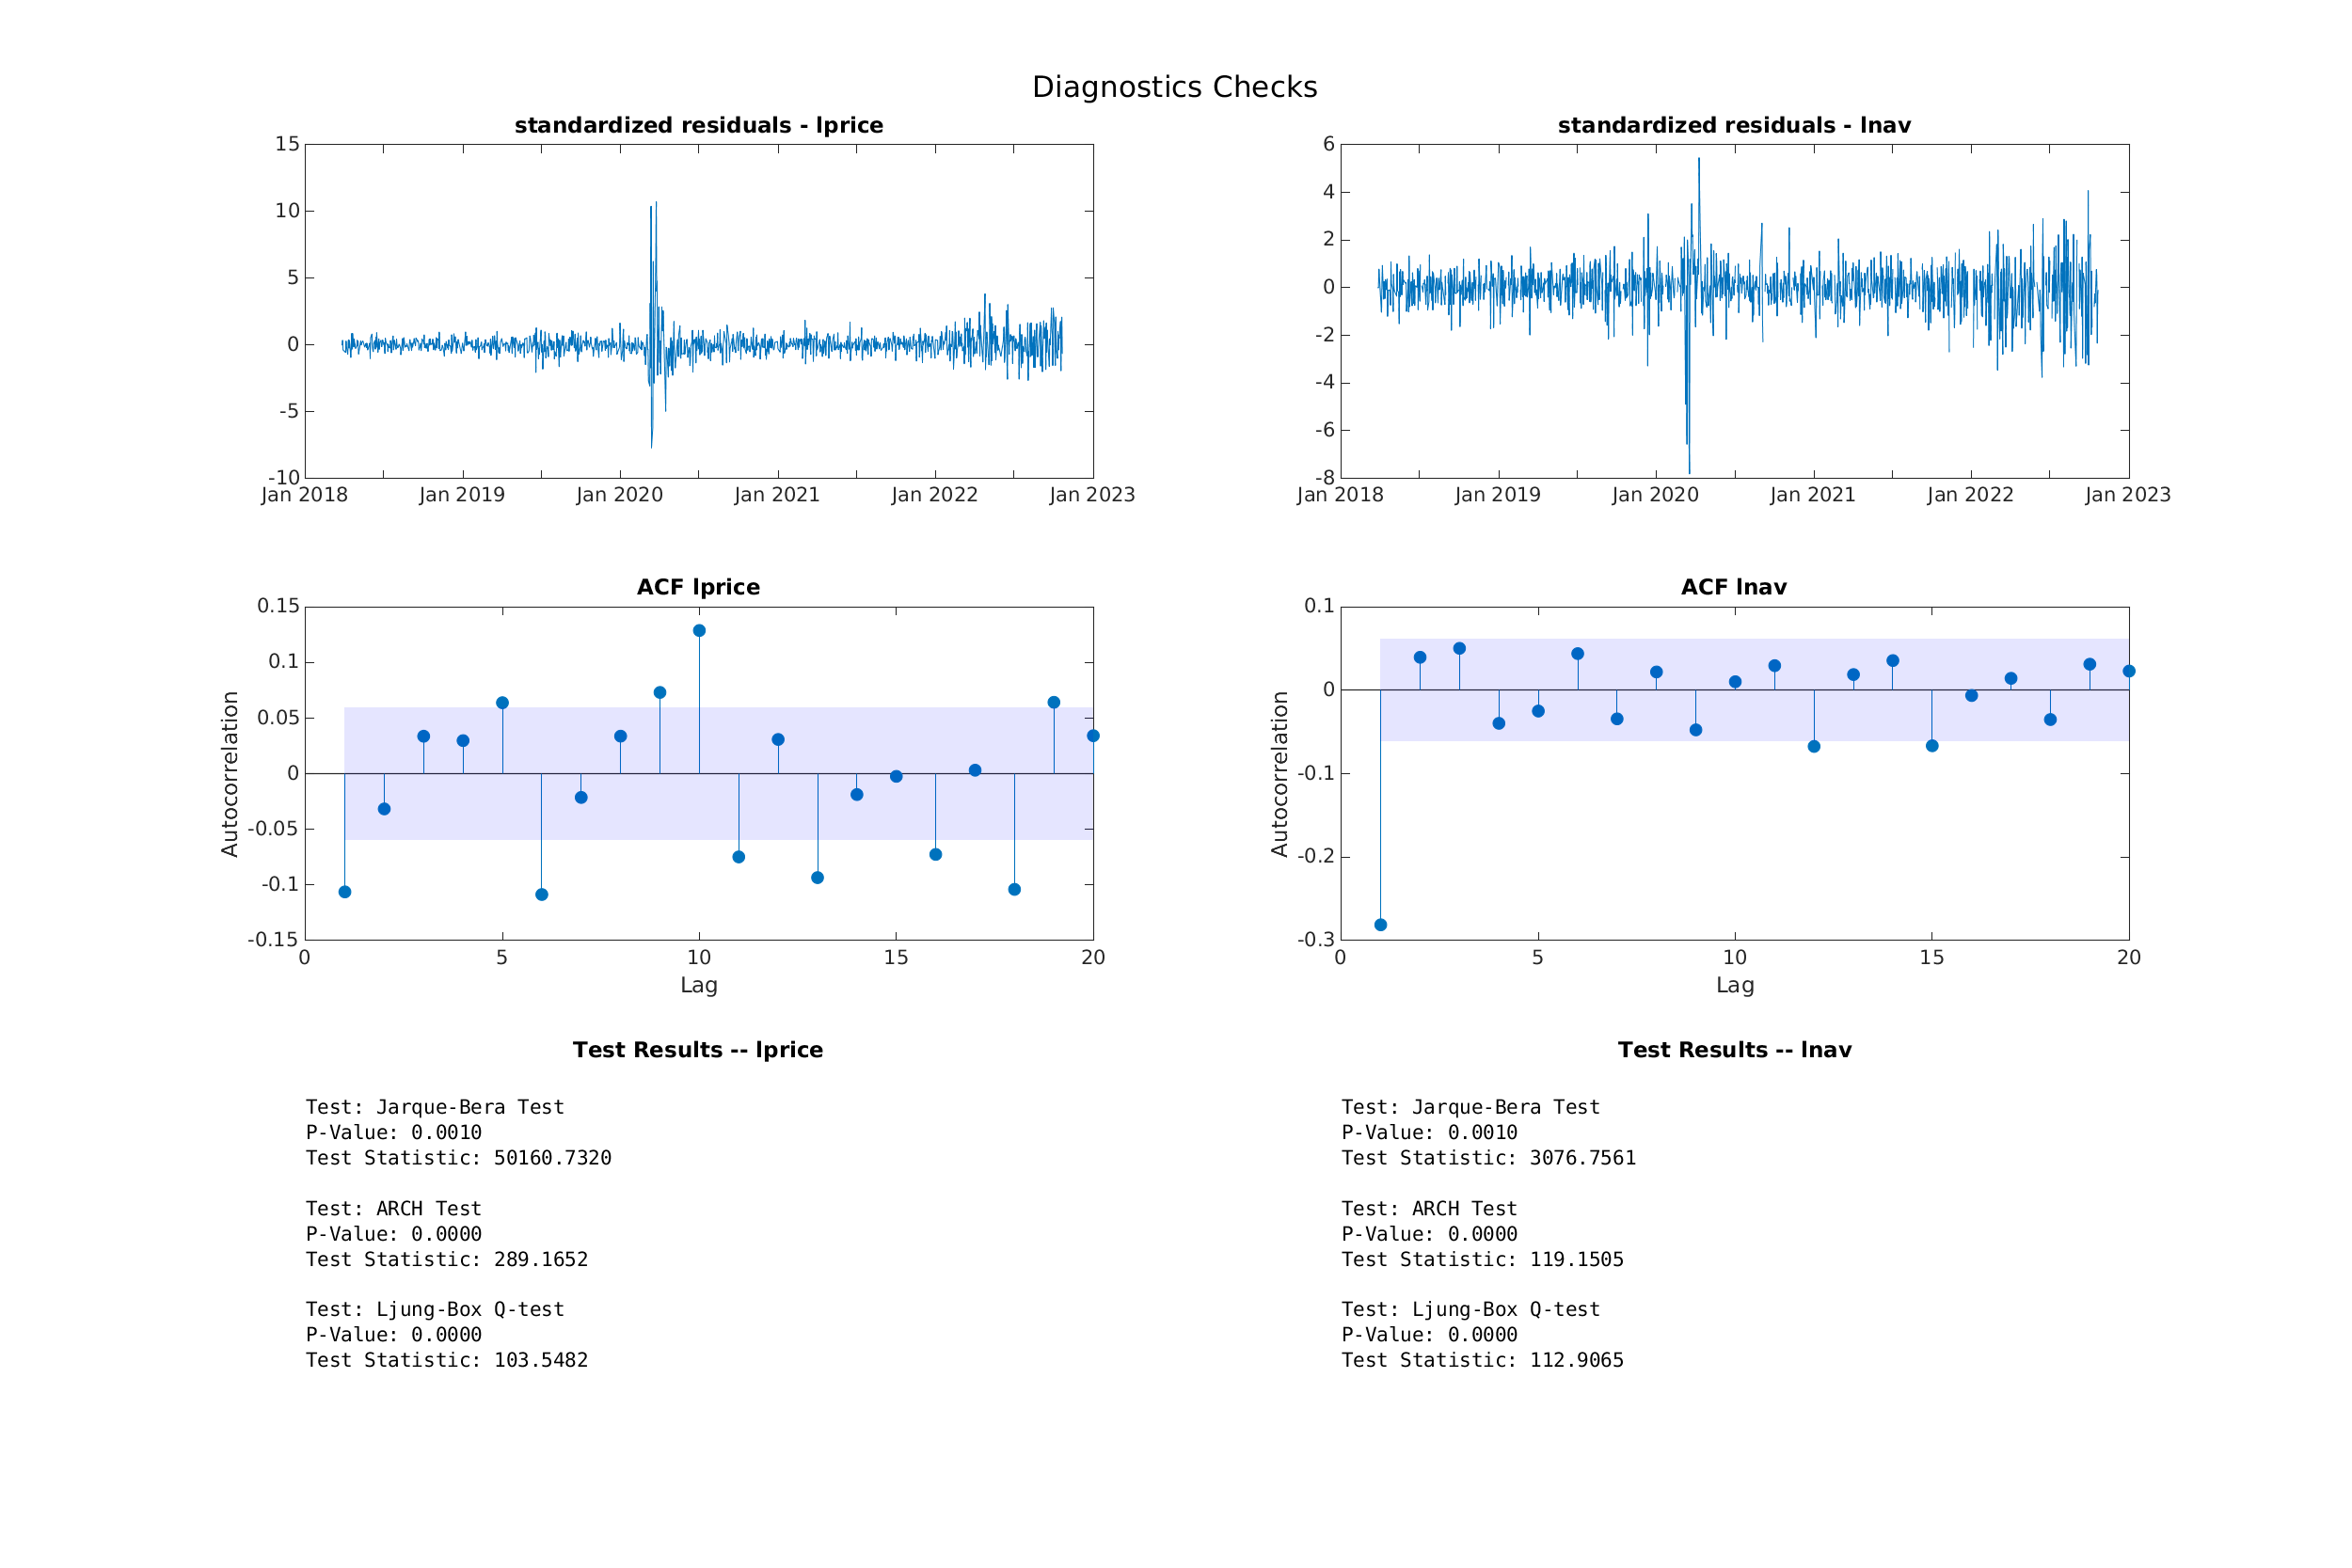 Diagnostics Checks
standardized residuals - lprice
15
10
5
0
-5
-10
Jan 2018 Jan 2019 Jan 2020 Jan 2021 Jan 2022 Jan 2023
standardized residuals - lnav
6
4
2
0
-2
-4
-6
-8
Jan 2018 Jan 2019 Jan 2020 Jan 2021 Jan 2022 Jan 2023
ACF lprice
Autocorrelation
0.15
0.1
0.05
0
-0.05
-0.1
-0.15
0 5 10 15 20
Lag
ACF lnav
Autocorrelation
0.1
0
-0.1
-0.2
-0.3
0 5 10 15 20
Lag
Test Results -- lprice
Test: Jarque-Bera Test
P-Value: 0.0010
Test Statistic: 50160.7320
Test: ARCH Test
P-Value: 0.0000
Test Statistic: 289.1652
Test: Ljung-Box Q-test
P-Value: 0.0000
Test Statistic: 103.5482
Test Results -- lnav
Test: Jarque-Bera Test
P-Value: 0.0010
Test Statistic: 3076.7561
Test: ARCH Test
P-Value: 0.0000
Test Statistic: 119.1505
Test: Ljung-Box Q-test
P-Value: 0.0000
Test Statistic: 112.9065